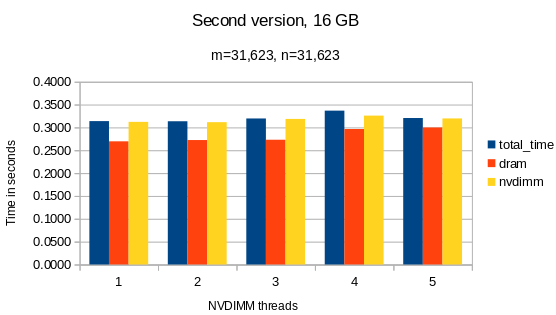 Second version, 16 GB
m=31,623, n=31,623
0.4000
0.3500
0.3000
0.2500
0.2000
0.1500
0.1000
0.0500
0.0000
Time in seconds
1 2 3 4 5
NVDIMM threads
total_time
dram
nvdimm